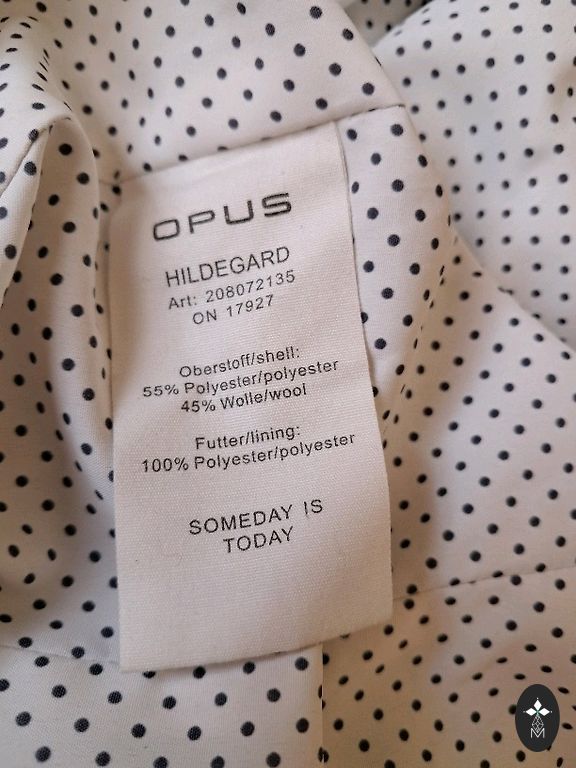 OPUS
HILDEGARD
Art: 208072135
ON 17927
Oberstoff/shell:
55% Polyester/polyester
45% Wolle/wool
Futter/lining:
100% Polyester/polyester
SOMEDAY IS
TODAY
M